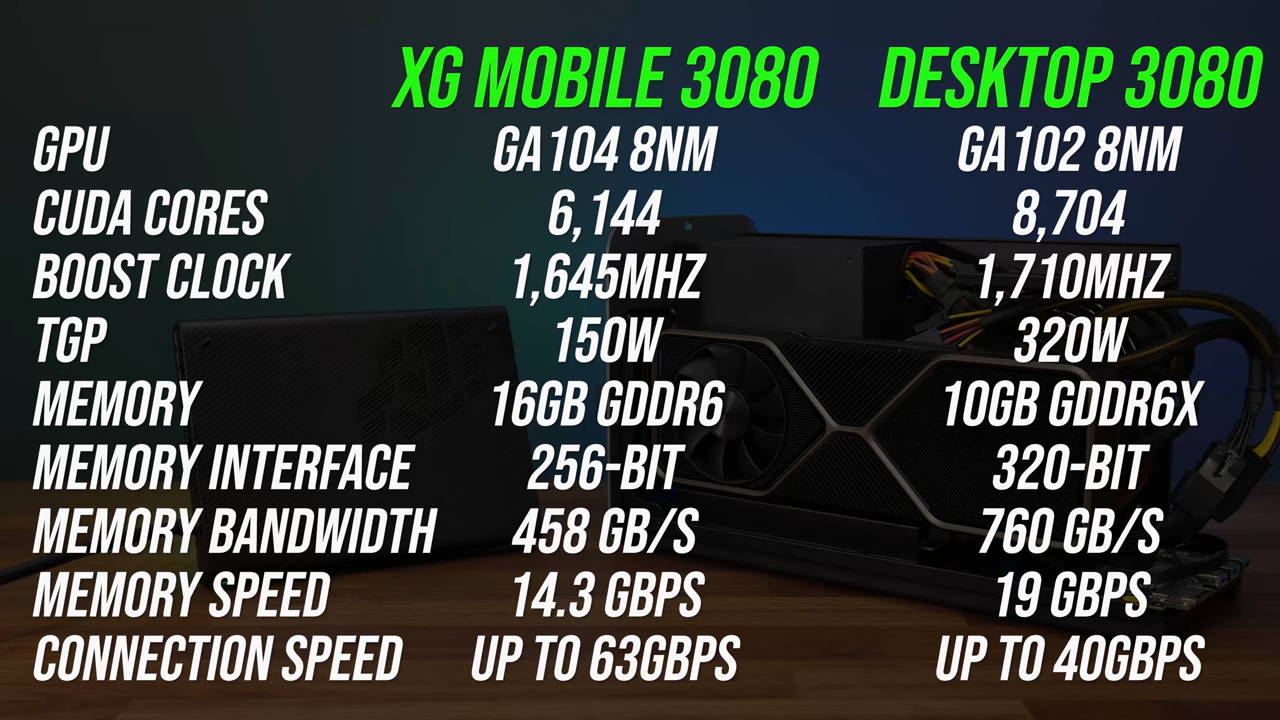 XG MOBILE 3080 DESKTOP 3080
GPU GA104 8NM GA102 8NM
CUDA CORES 6,144 8,704
BOOST CLOCK 1,645MHZ 1,710MHZ
TGP 150W 320W
MEMORY 16GB GDDR6 10GB GDDR6X
MEMORY INTERFACE 256-BIT 320-BIT
MEMORY BANDWIDTH 458 GB/S 760 GB/S
MEMORY SPEED 14.3 GBPS 19 GBPS
CONNECTION SPEED UP TO 63GBPS UP TO 40GBPS